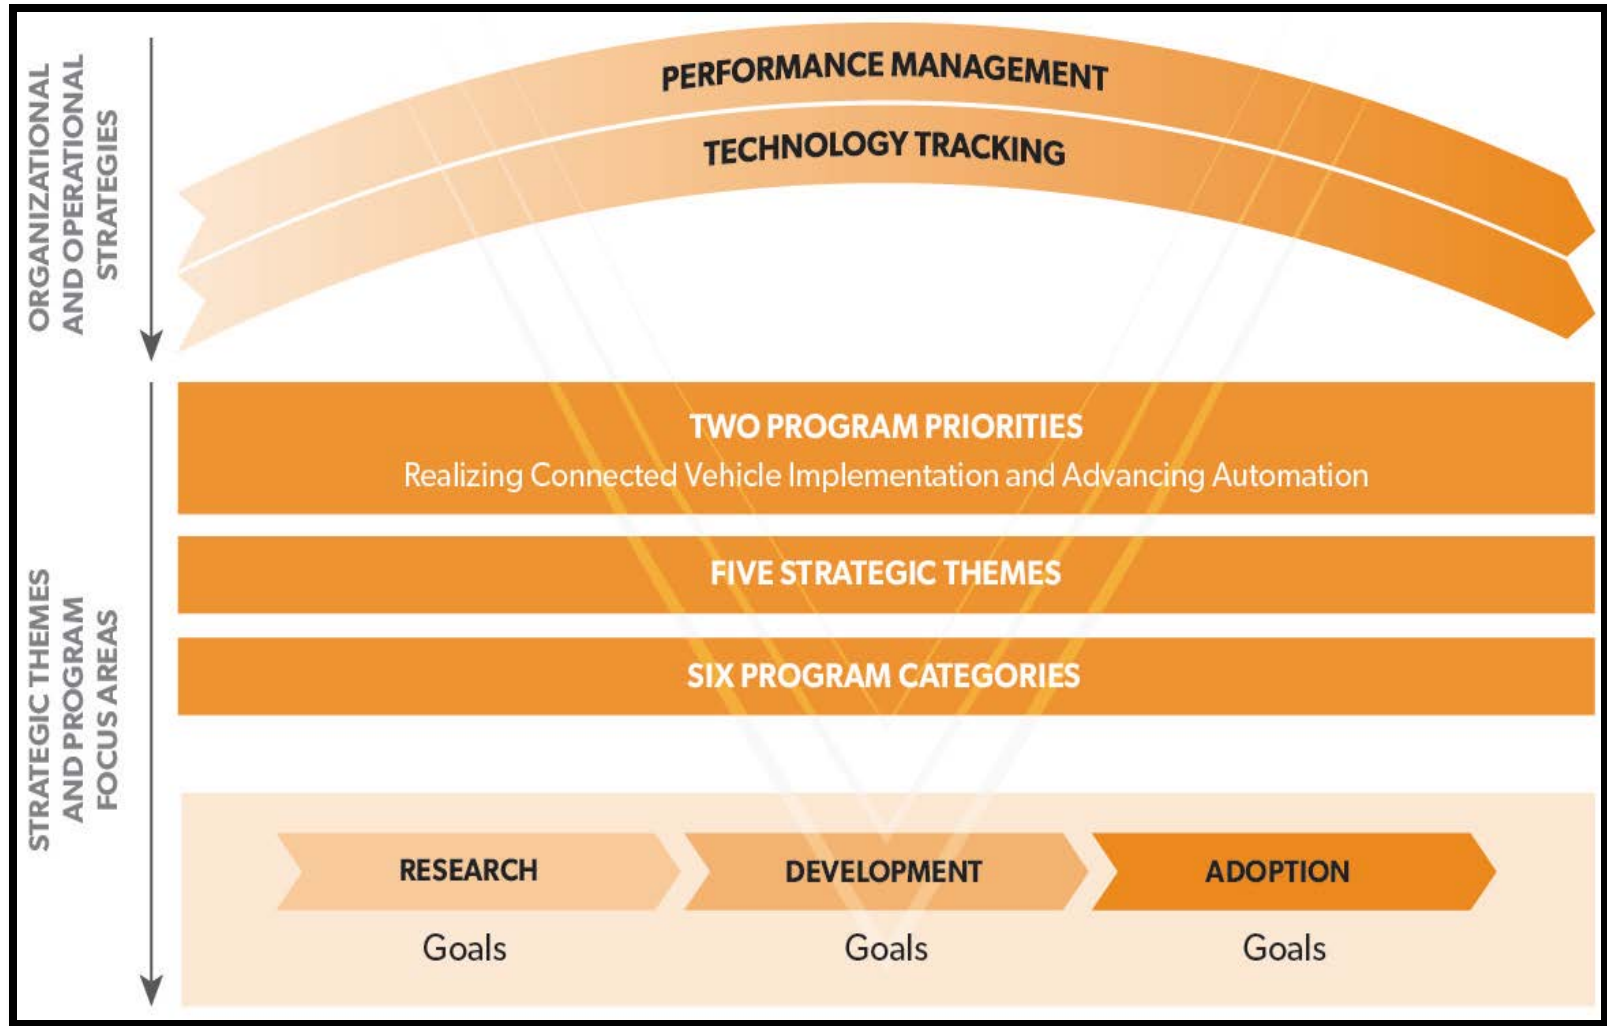 ORGANIZATIONAL
AND OPERATIONAL
STRATEGIES
PERFORMANCE MANAGEMENT
TECHNOLOGY TRACKING
STRATEGIC THEMES
AND PROGRAM
FOCUS AREAS
TWO PROGRAM PRIORITIES
Realizing Connected Vehicle Implementation and Advancing Automation
FIVE STRATEGIC THEMES
SIX PROGRAM CATEGORIES
RESEARCH
DEVELOPMENT
ADOPTION
Goals
Goals
Goals